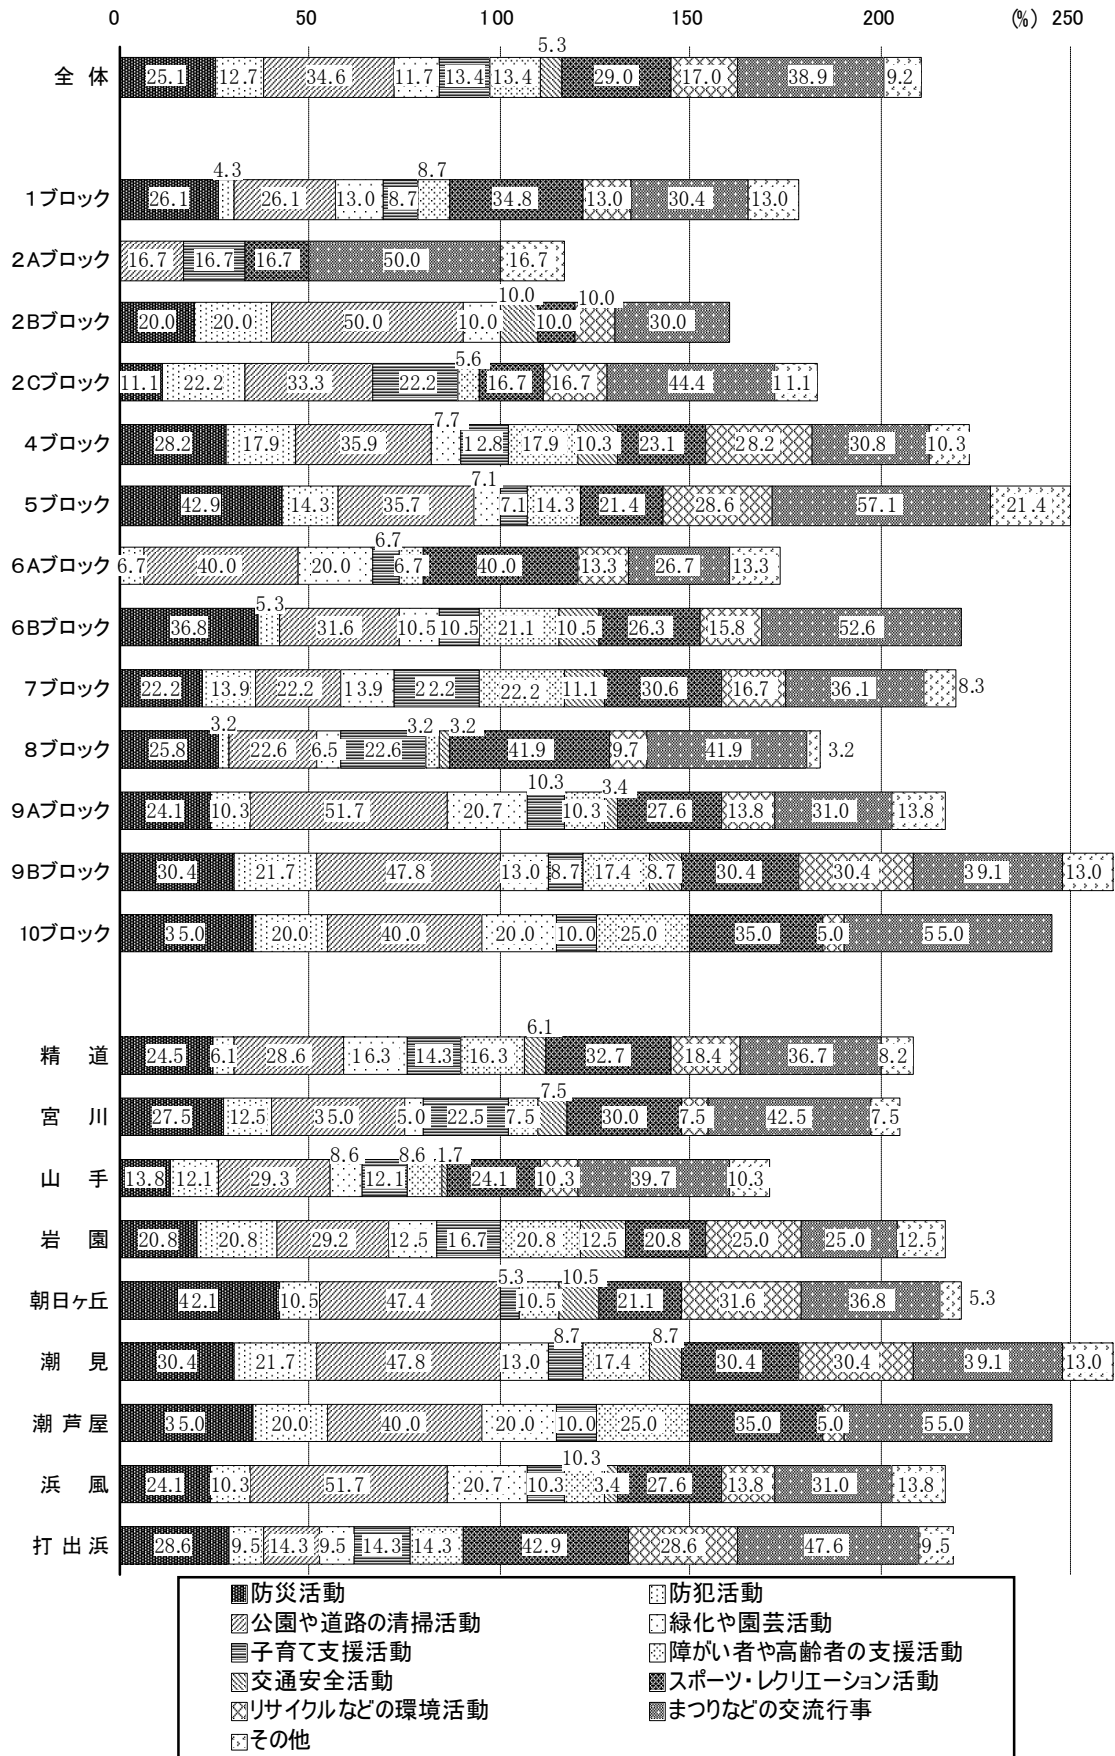 0 50 100 150 200 (%) 250
5.3
全 体 25.1 12.7 34.6 11.7 13.4 13.4 29.0 17.0 38.9 9.2
4.3 8.7
1ブロック 26.1 26.1 13.0 8.7 34.8 13.0 30.4 13.0
2Aブロック 16.7 16.7 16.7 50.0 16.7
10.0 10.0
2Bブロック 20.0 20.0 50.0 10.0 10.0 30.0
5.6
2Cブロック 11.1 22.2 33.3 22.2 16.7 16.7 44.4 11.1
7.7
4ブロック 28.2 17.9 35.9 12.8 17.9 10.3 23.1 28.2 30.8 10.3
7.1
5ブロック 42.9 14.3 35.7 7.1 14.3 21.4 28.6 57.1 21.4
6.7
6Aブロック 6.7 40.0 20.0 6.7 40.0 13.3 26.7 13.3
5.3
6Bブロック 36.8 31.6 10.5 10.5 21.1 10.5 26.3 15.8 52.6
7ブロック 22.2 13.9 22.2 13.9 22.2 22.2 11.1 30.6 16.7 36.1 8.3
3.2 3.2 3.2
8ブロック 25.8 22.6 6.5 22.6 41.9 9.7 41.9 3.2
10.3 3.4
9Aブロック 24.1 10.3 51.7 20.7 10.3 27.6 13.8 31.0 13.8
9Bブロック 30.4 21.7 47.8 13.0 8.7 17.4 8.7 30.4 30.4 39.1 13.0
10ブロック 35.0 20.0 40.0 20.0 10.0 25.0 35.0 5.0 55.0
6.1
精 道 24.5 6.1 28.6 16.3 14.3 16.3 32.7 18.4 36.7 8.2
7.5
宮 川 27.5 12.5 35.0 5.0 22.5 7.5 30.0 7.5 42.5 7.5
8.6 8.6 1.7
山 手 13.8 12.1 29.3 12.1 24.1 10.3 39.7 10.3
岩 園 20.8 20.8 29.2 12.5 16.7 20.8 12.5 20.8 25.0 25.0 12.5
5.3 10.5
朝日ヶ丘 42.1 10.5 47.4 10.5 21.1 31.6 36.8 5.3
8.7 8.7
潮 見 30.4 21.7 47.8 13.0 17.4 30.4 30.4 39.1 13.0
潮 芦 屋 35.0 20.0 40.0 20.0 10.0 25.0 35.0 5.0 55.0
10.3
浜 風 24.1 10.3 51.7 20.7 10.3 3.4 27.6 13.8 31.0 13.8
打 出 浜 28.6 9.5 14.3 9.5 14.3 14.3 42.9 28.6 47.6 9.5
防災活動 防犯活動
公園や道路の清掃活動 緑化や園芸活動
子育て支援活動 障がい者や高齢者の支援活動
交通安全活動 スポーツ・レクリエーション活動
リサイクルなどの環境活動 まつりなどの交流行事
その他